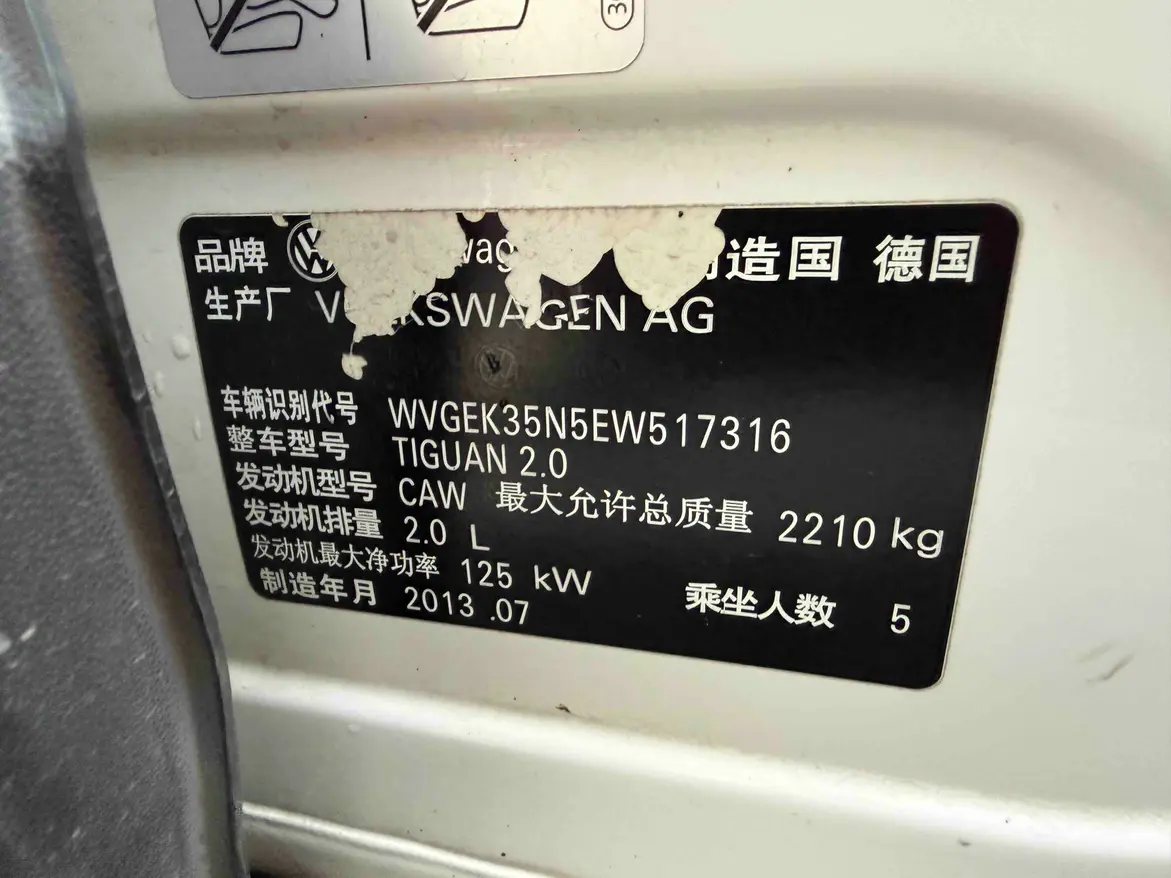 品牌 造国 德国
生产厂 VOLKSWAGEN AG
车辆识别代号 WVGEK35N5EW517316
整车型号 TIGUAN 2.0
发动机型号 CAW 最大允许总质量 2210 kg
发动机排量 2.0 L
发动机最大净功率 125 kW 乘坐人数 5
制造年月 2013 .07